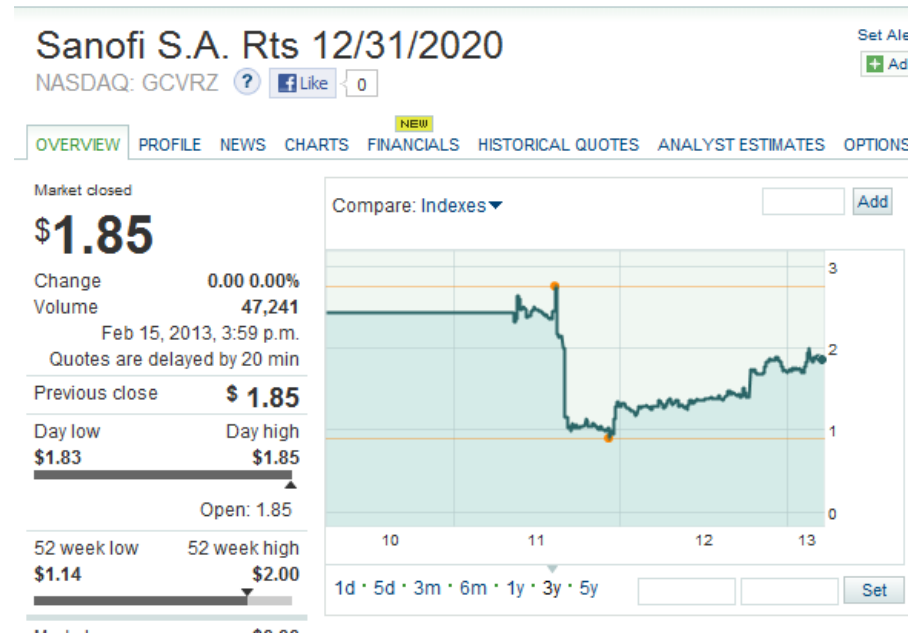 Sanofi S.A. Rts 12/31/2020
Set Ale
NASDAQ: GCVRZ ? Like 0
Ad
NEW
OVERVIEW PROFILE NEWS CHARTS FINANCIALS HISTORICAL QUOTES ANALYST ESTIMATES OPTIONS
Market closed
$1.85
Change 0.00 0.00%
Volume 47,241
Feb 15, 2013, 3:59 p.m.
Quotes are delayed by 20 min
Previous close $ 1.85
Day low Day high
$1.83 $1.85
Open: 1.85
52 week low 52 week high
$1.14 $2.00
Compare: Indexes Add
3
2
1
0
10 11 12 13
1d · 5d · 3m · 6m · 1y · 3y · 5y Set